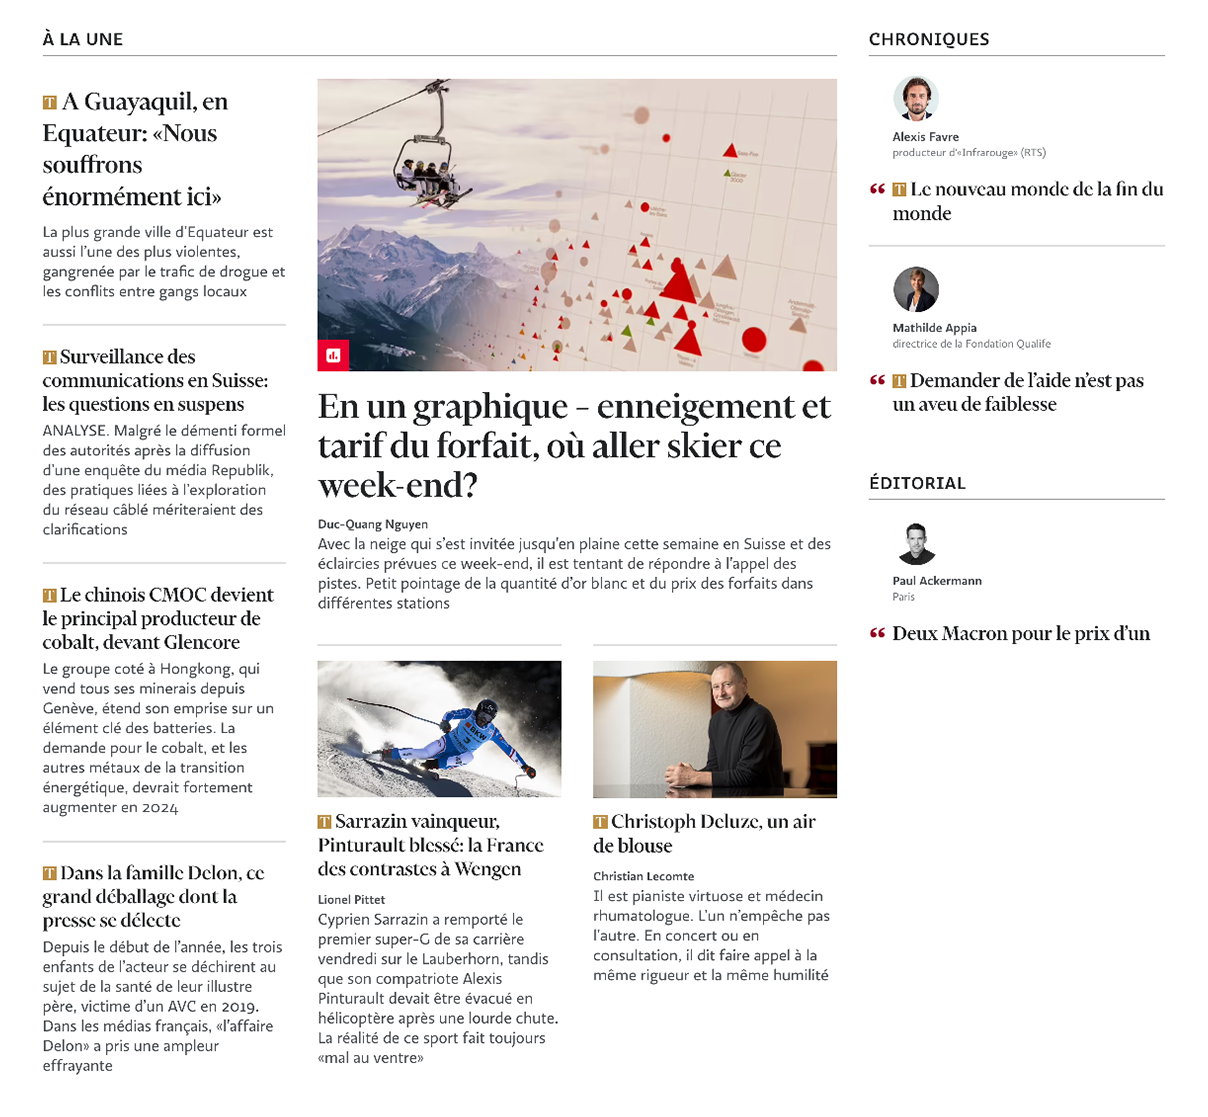 À LA UNE
T A Guayaquil, en
Equateur: «Nous
souffrons
énormément ici»
La plus grande ville d'Equateur est
aussi l'une des plus violentes,
gangrenée par le trafic de drogue et
les conflits entre gangs locaux
T Surveillance des
communications en Suisse:
les questions en suspens
ANALYSE. Malgré le démenti formel
des autorités après la diffusion
d'une enquête du média Republik,
des pratiques liées à l'exploration
du réseau câblé mériteraient des
clarifications
T Le chinois CMOC devient
le principal producteur de
cobalt, devant Glencore
Le groupe coté à Hongkong, qui
vend tous ses minerais depuis
Genève, étend son emprise sur un
élément clé des batteries. La
demande pour le cobalt, et les
autres métaux de la transition
énergétique, devrait fortement
augmenter en 2024
T Dans la famille Delon, ce
grand déballage dont la
presse se délecte
Depuis le début de l'année, les trois
enfants de l'acteur se déchirent au
sujet de la santé de leur illustre
père, victime d'un AVC en 2019.
Dans les médias français, «l'affaire
Delon» a pris une ampleur
effrayante
Saas-Fee
Glacier
3000
En un graphique – enneigement et
tarif du forfait, où aller skier ce
week-end?
Duc-Quang Nguyen
Avec la neige qui s'est invitée jusqu'en plaine cette semaine en Suisse et des
éclaircies prévues ce week-end, il est tentant de répondre à l'appel des
pistes. Petit pointage de la quantité d'or blanc et du prix des forfaits dans
différentes stations
BKW
T Sarrazin vainqueur,
Pinturault blessé: la France
des contrastes à Wengen
Lionel Pittet
Cyprien Sarrazin a remporté le
premier super-G de sa carrière
vendredi sur le Lauberhorn, tandis
que son compatriote Alexis
Pinturault devait être évacué en
hélicoptère après une lourde chute.
La réalité de ce sport fait toujours
«mal au ventre»
T Christoph Deluze, un air
de blouse
Christian Lecomte
Il est pianiste virtuose et médecin
rhumatologue. L'un n'empêche pas
l'autre. En concert ou en
consultation, il dit faire appel à la
même rigueur et la même humilité
CHRONIQUES
Alexis Favre
producteur d'«Infrarouge» (RTS)
“ T Le nouveau monde de la fin du
monde
Mathilde Appia
directrice de la Fondation Qualife
“ T Demander de l'aide n'est pas
un aveu de faiblesse
ÉDITORIAL
Paul Ackermann
Paris
“ Deux Macron pour le prix d'un